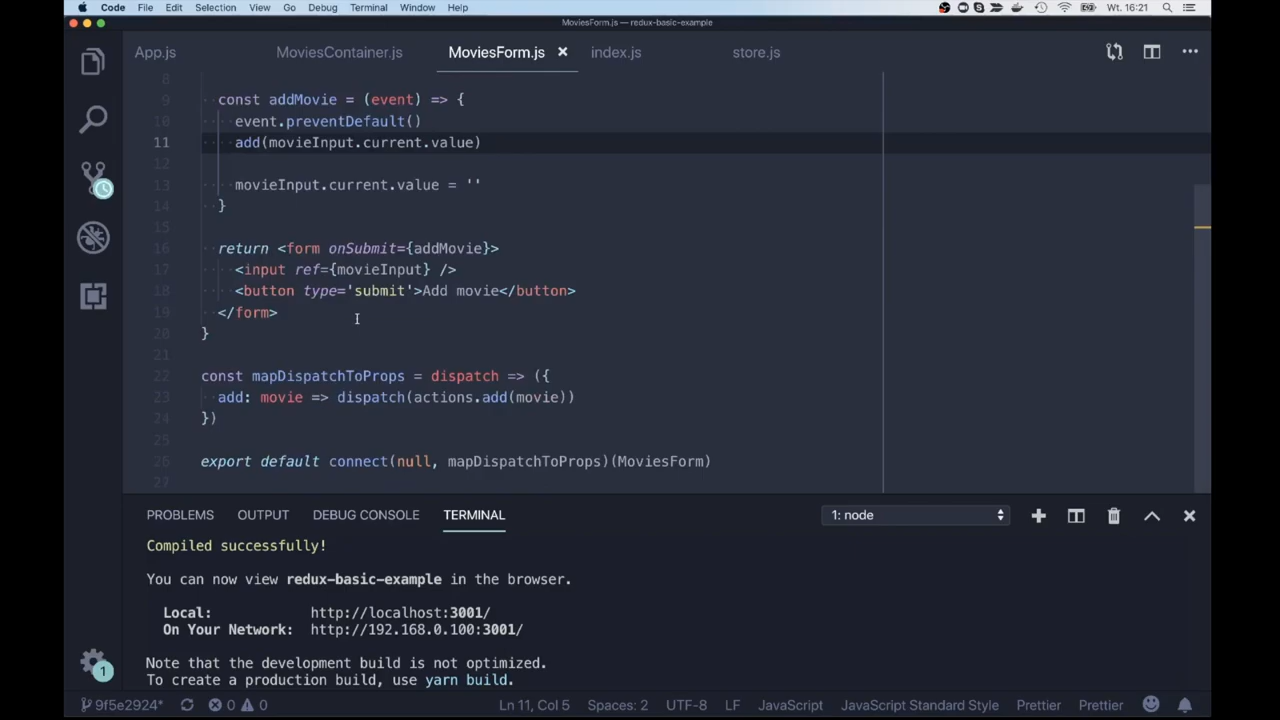 Code File Edit Selection View Go Debug Terminal Window Help Wt. 16:21
MoviesForm.js — redux-basic-example
App.js MoviesContainer.js MoviesForm.js index.js store.js
8
9 const addMovie = (event) => {
10 event.preventDefault()
11 add(movieInput.current.value)
12
13 movieInput.current.value = ''
14 }
15
16 return <form onSubmit={addMovie}>
17 <input ref={movieInput} />
18 <button type='submit'>Add movie</button>
19 </form>
20 }
21
22 const mapDispatchToProps = dispatch => ({
23 add: movie => dispatch(actions.add(movie))
24 })
25
26 export default connect(null, mapDispatchToProps)(MoviesForm)
27
PROBLEMS OUTPUT DEBUG CONSOLE TERMINAL 1: node
Compiled successfully!
You can now view redux-basic-example in the browser.
Local: http://localhost:3001/
On Your Network: http://192.168.0.100:3001/
Note that the development build is not optimized.
To create a production build, use yarn build.
1
9f5e2924* 0 0 Ln 11, Col 5 Spaces: 2 UTF-8 LF JavaScript JavaScript Standard Style Prettier Prettier